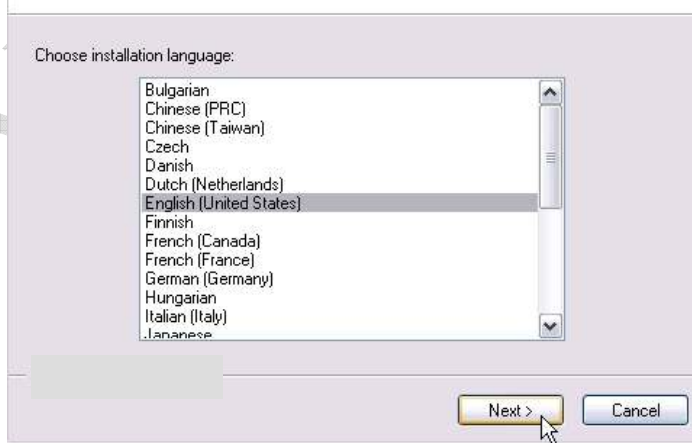 Choose installation language:
Bulgarian
Chinese (PRC)
Chinese (Taiwan)
Czech
Danish
Dutch (Netherlands)
English (United States)
Finnish
French (Canada)
French (France)
German (Germany)
Hungarian
Italian (Italy)
Japanese
Next >
Cancel